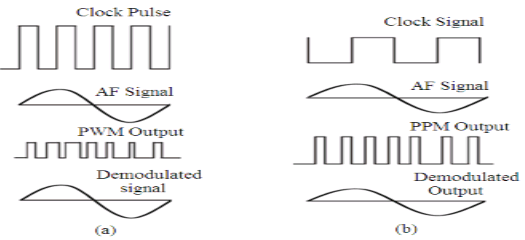 Clock Pulse
AF Signal
PWM Output
Demodulated
signal
(a)
Clock Signal
AF Signal
PPM Output
Demodulated
Output
(b)